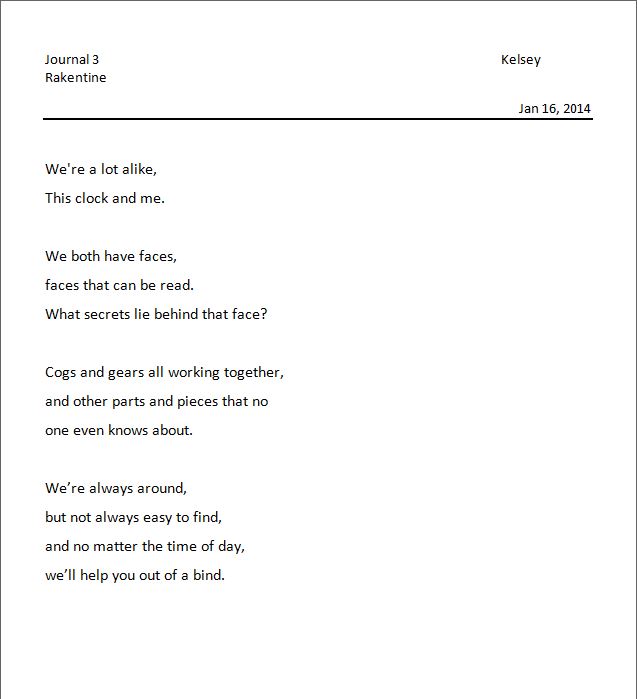 Journal 3 Kelsey
Rakentine
Jan 16, 2014
We're a lot alike,
This clock and me.
We both have faces,
faces that can be read.
What secrets lie behind that face?
Cogs and gears all working together,
and other parts and pieces that no
one even knows about.
We’re always around,
but not always easy to find,
and no matter the time of day,
we’ll help you out of a bind.